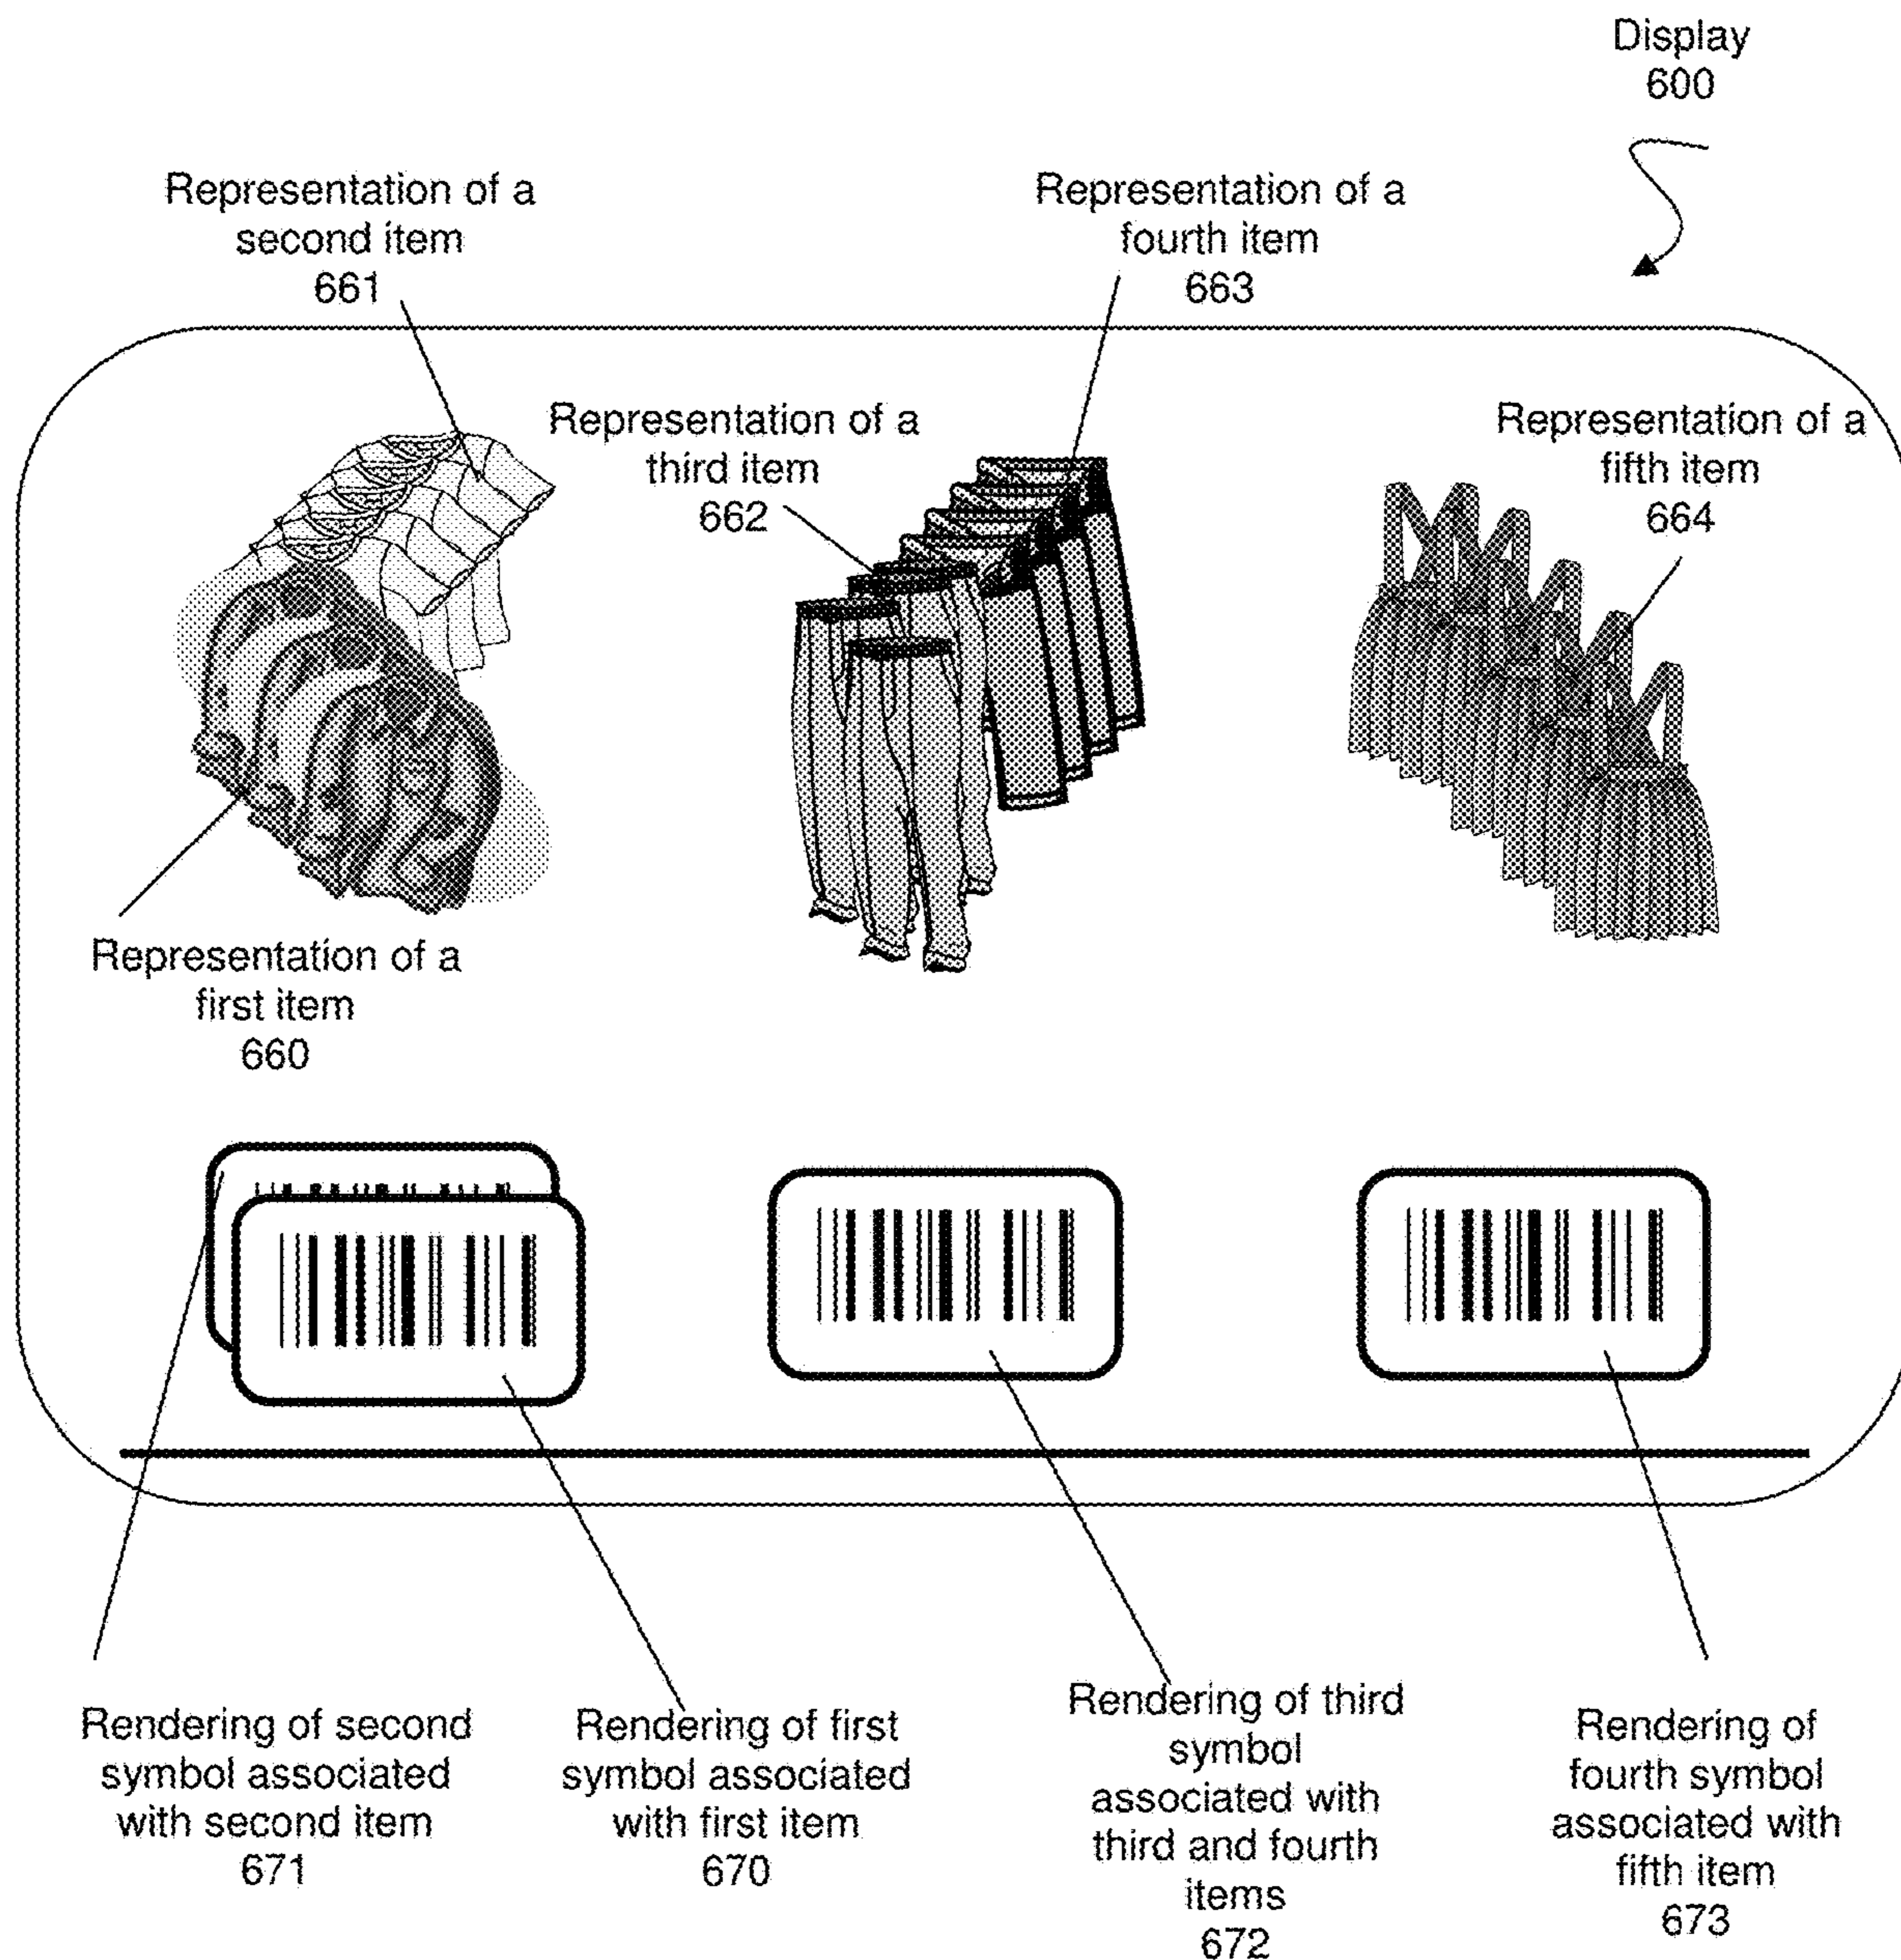 Display
600
Representation of a
second item
661
Representation of a
fourth item
663
Representation of a
third item
662
Representation of a
fifth item
664
Representation of a
first item
660
Rendering of second
symbol associated
with second item
671
Rendering of first
symbol associated
with first item
670
Rendering of third
symbol
associated with
third and fourth
items
672
Rendering of
fourth symbol
associated with
fifth item
673